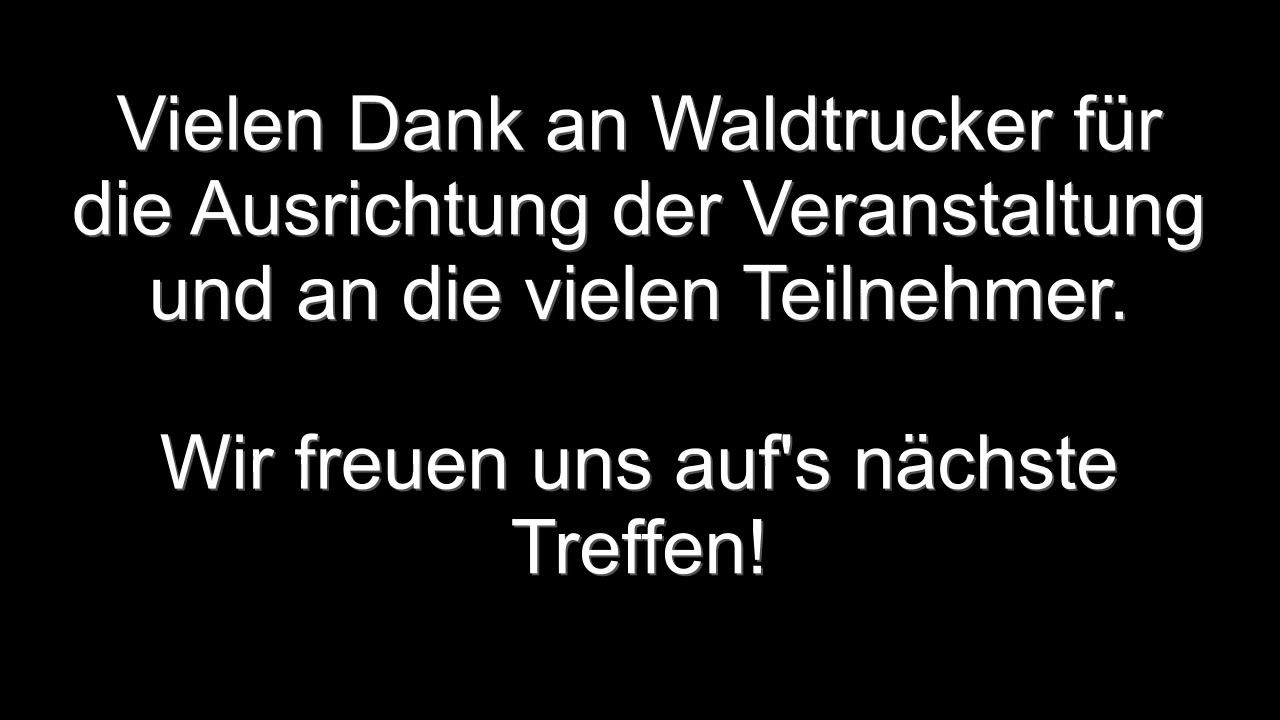 Vielen Dank an Waldtrucker für
die Ausrichtung der Veranstaltung
und an die vielen Teilnehmer.
Wir freuen uns auf's nächste
Treffen!